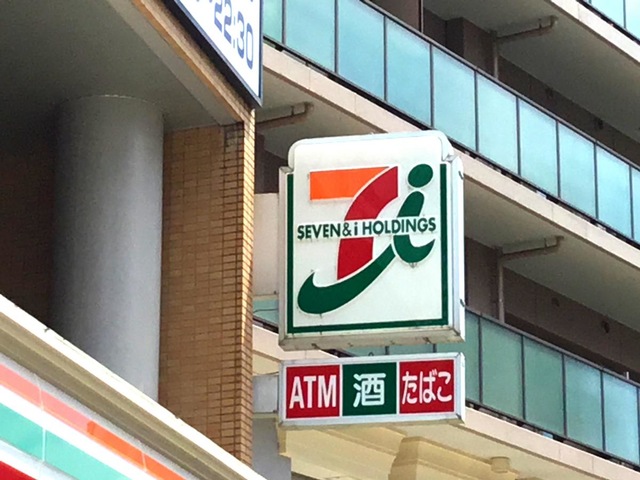 22:30
SEVEN&i HOLDINGS
ATM 酒 たばこ